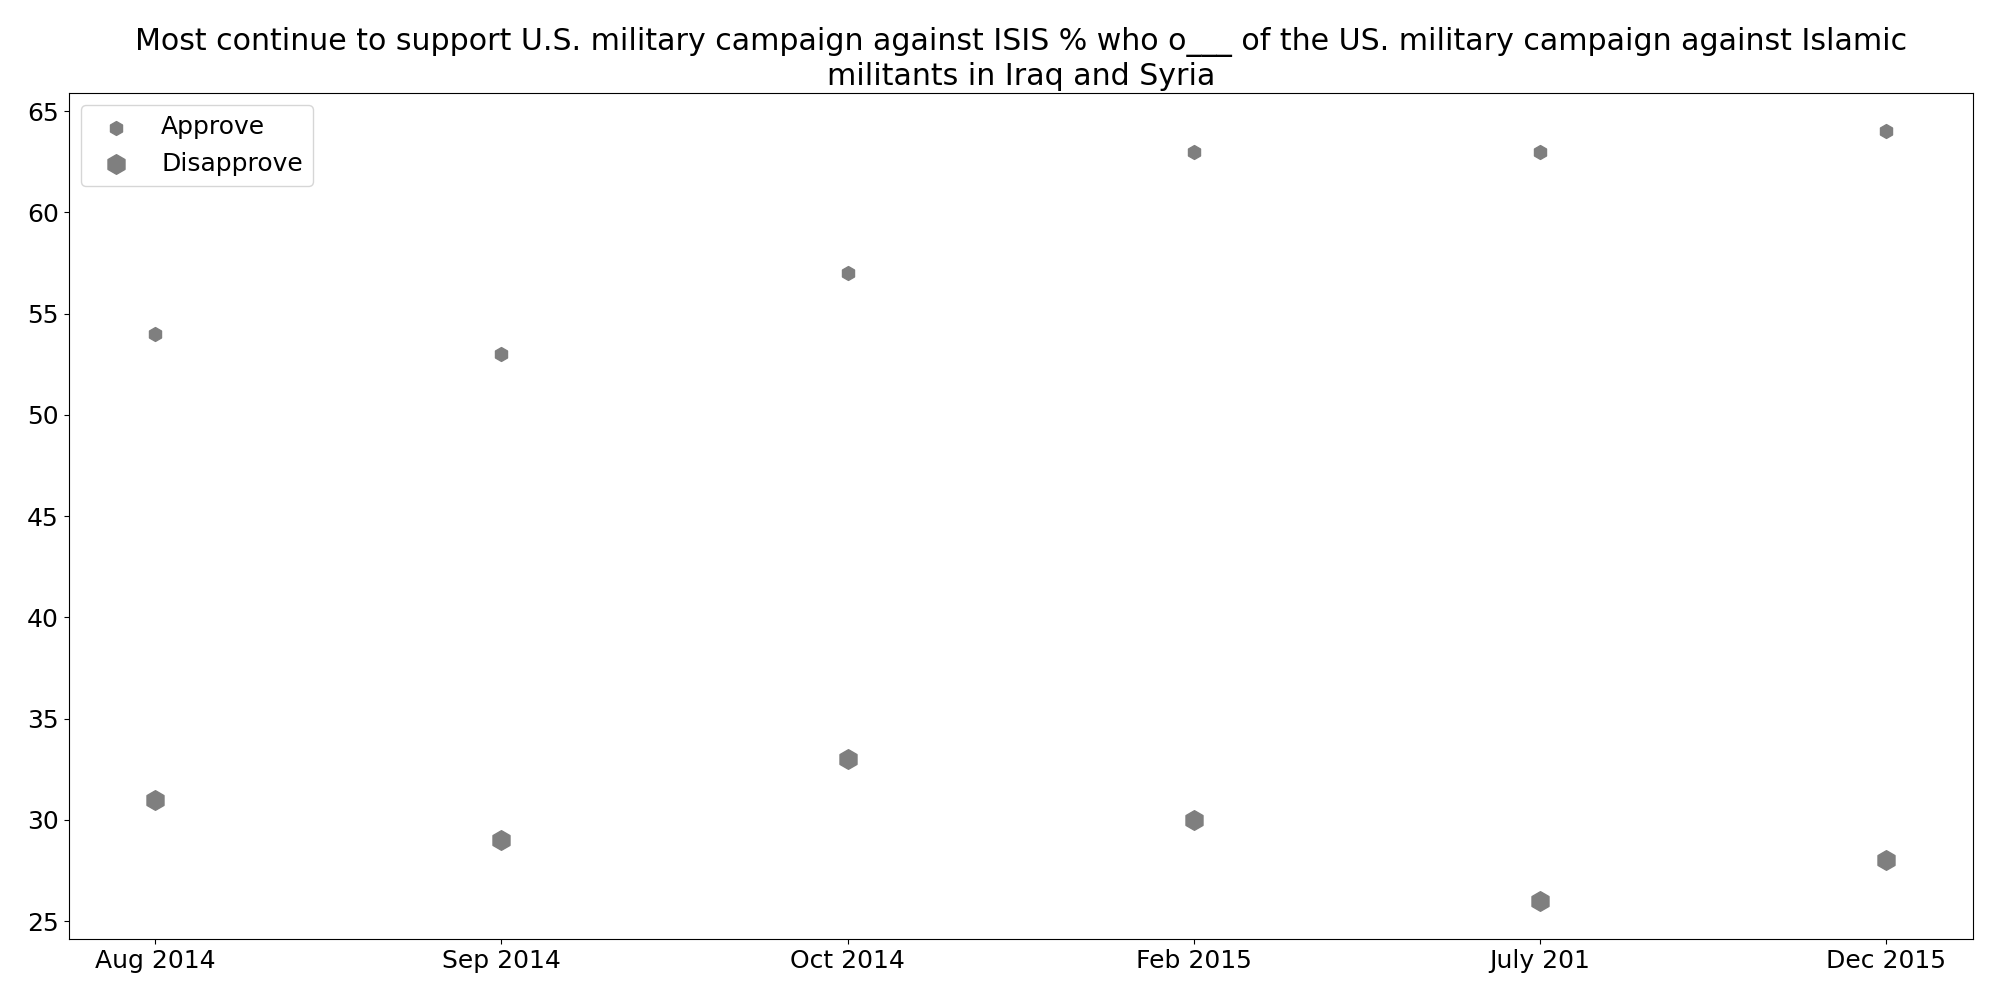 Most continue to support U.S. military campaign against ISIS % who o___ of the US. military campaign against Islamic
militants in Iraq and Syria
65
60
55
50
45
40
35
30
25
Approve
Disapprove
Aug 2014
Sep 2014
Oct 2014
Feb 2015
July 201
Dec 2015